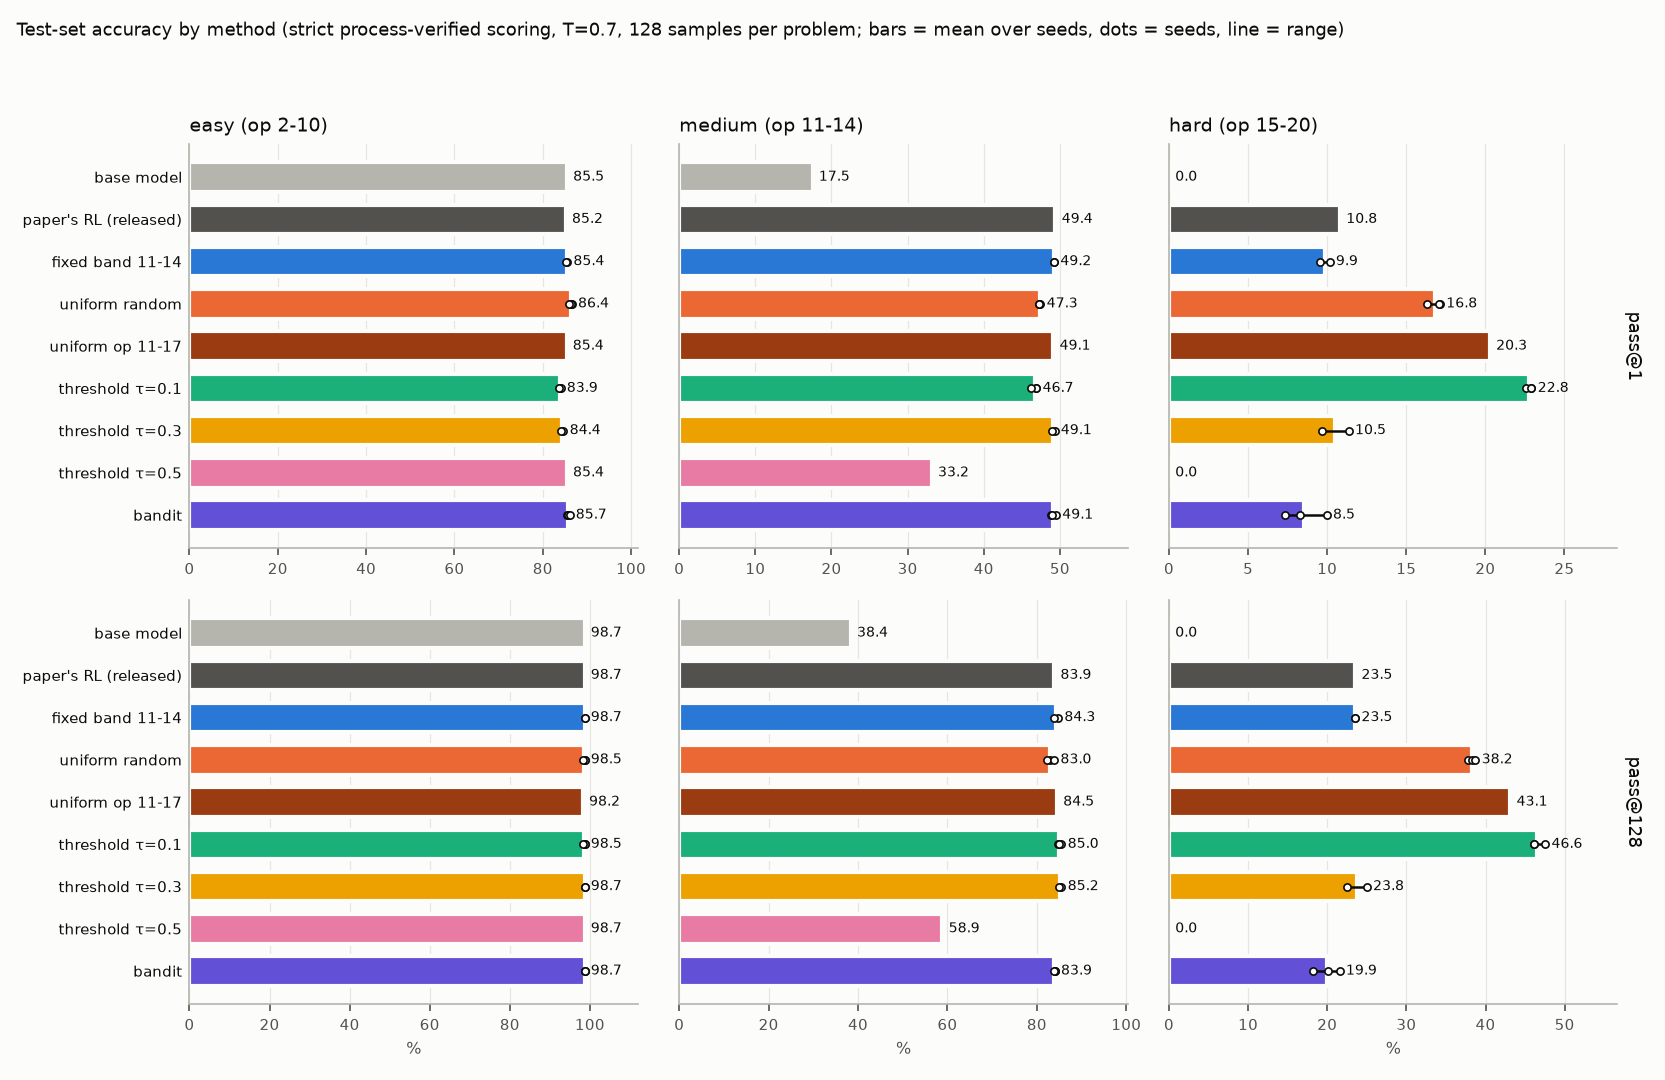 Test-set accuracy by method (strict process-verified scoring, T=0.7, 128 samples per problem; bars = mean over seeds, dots = seeds, line = range)
easy (op 2-10)
medium (op 11-14)
hard (op 15-20)
base model 85.5 17.5 0.0
paper's RL (released) 85.2 49.4 10.8
fixed band 11-14 85.4 49.2 9.9
uniform random 86.4 47.3 16.8
uniform op 11-17 85.4 49.1 20.3
threshold τ=0.1 83.9 46.7 22.8
threshold τ=0.3 84.4 49.1 10.5
threshold τ=0.5 85.4 33.2 0.0
bandit 85.7 49.1 8.5
pass@1
0 20 40 60 80 100
0 10 20 30 40 50
0 5 10 15 20 25
base model 98.7 38.4 0.0
paper's RL (released) 98.7 83.9 23.5
fixed band 11-14 98.7 84.3 23.5
uniform random 98.5 83.0 38.2
uniform op 11-17 98.2 84.5 43.1
threshold τ=0.1 98.5 85.0 46.6
threshold τ=0.3 98.7 85.2 23.8
threshold τ=0.5 98.7 58.9 0.0
bandit 98.7 83.9 19.9
pass@128
0 20 40 60 80 100
0 20 40 60 80 100
0 10 20 30 40 50
%
%
%